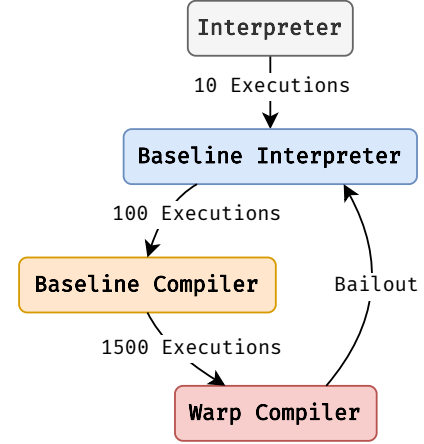 Interpreter
10 Executions
Baseline Interpreter
100 Executions
Baseline Compiler
Bailout
1500 Executions
Warp Compiler